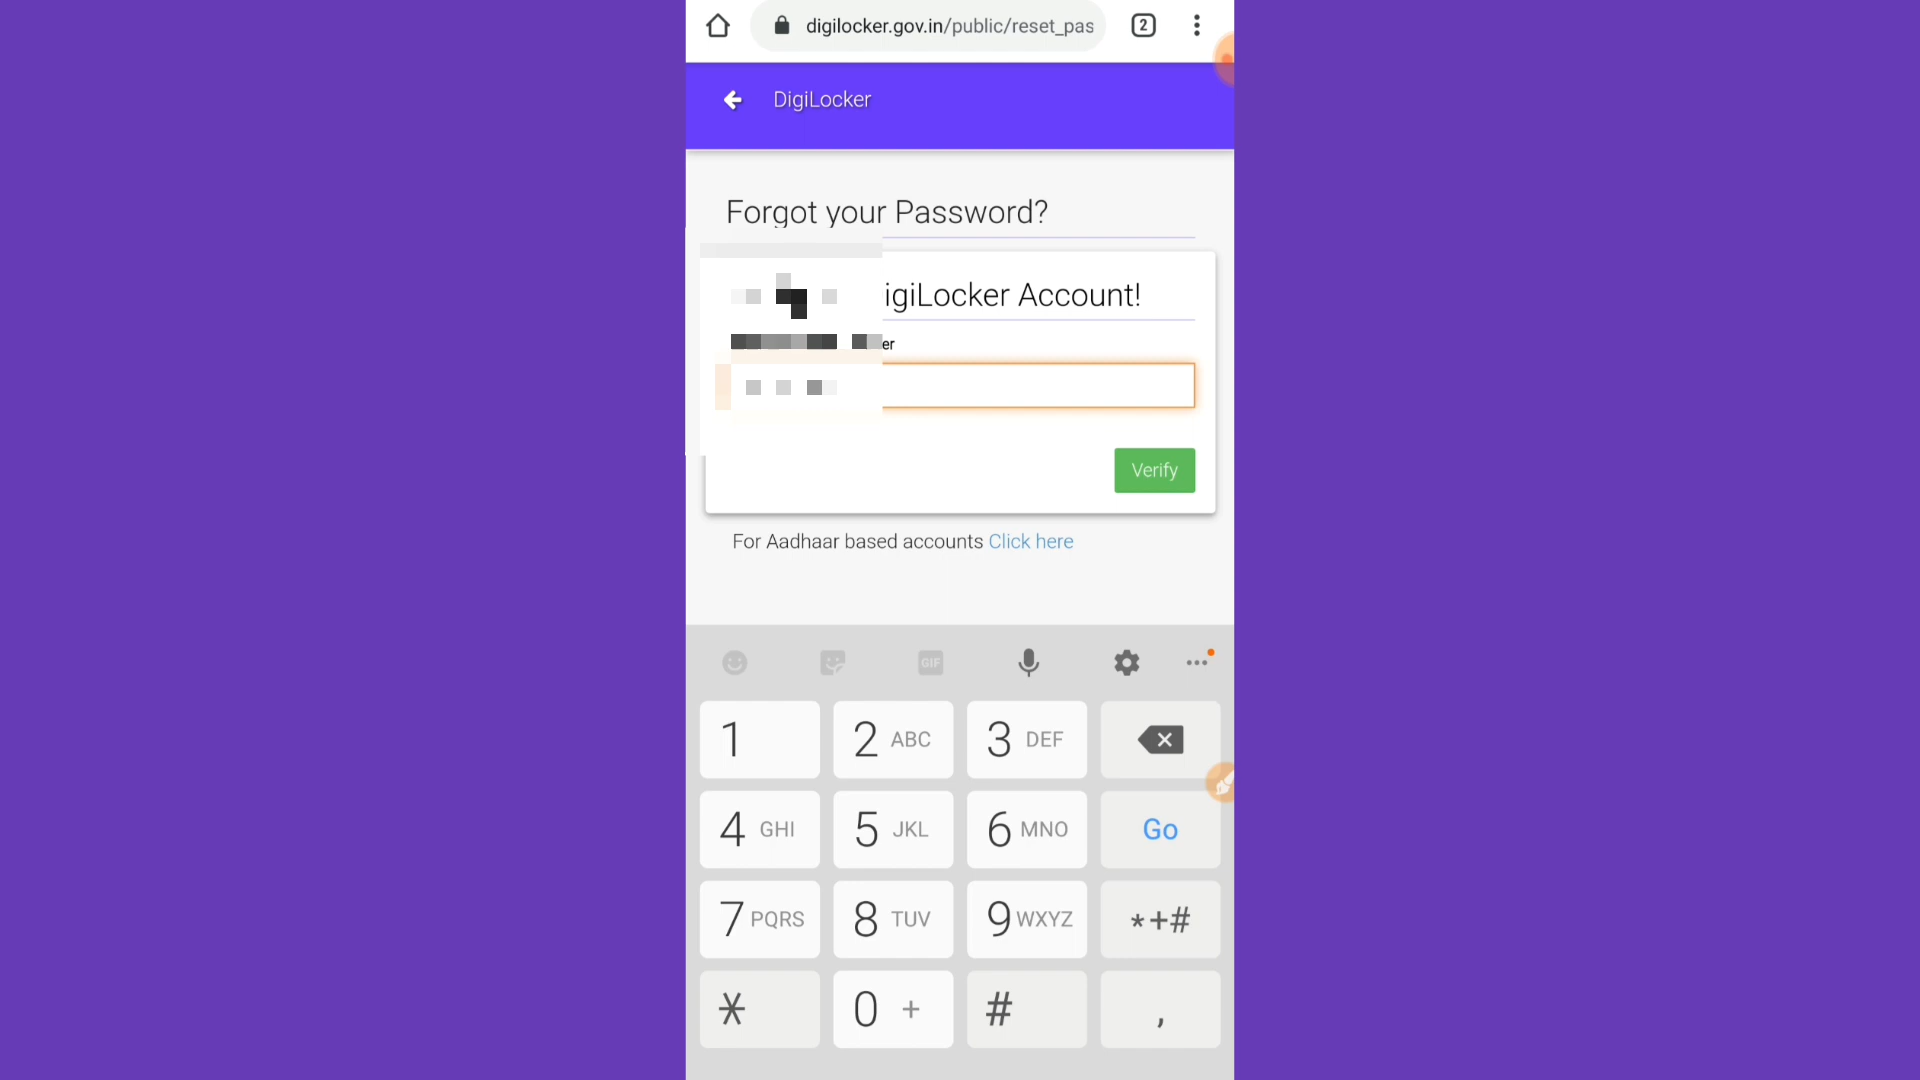 digilocker.gov.in/public/reset_pas
2
DigiLocker
Forgot your Password?
igiLocker Account!
er
Verify
For Aadhaar based accounts Click here
GIF
1
2 ABC
3 DEF
4 GHI
5 JKL
6 MNO
Go
7 PQRS
8 TUV
9 WXYZ
*+#
*
0 +
#
,